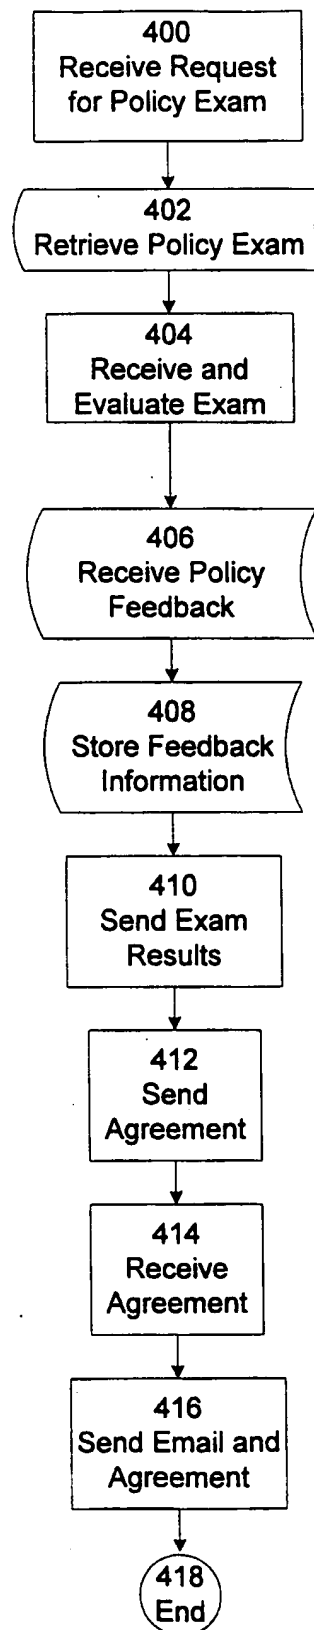 400
Receive Request
for Policy Exam
402
Retrieve Policy Exam
404
Receive and
Evaluate Exam
406
Receive Policy
Feedback
408
Store Feedback
Information
410
Send Exam
Results
412
Send
Agreement
414
Receive
Agreement
416
Send Email and
Agreement
418
End